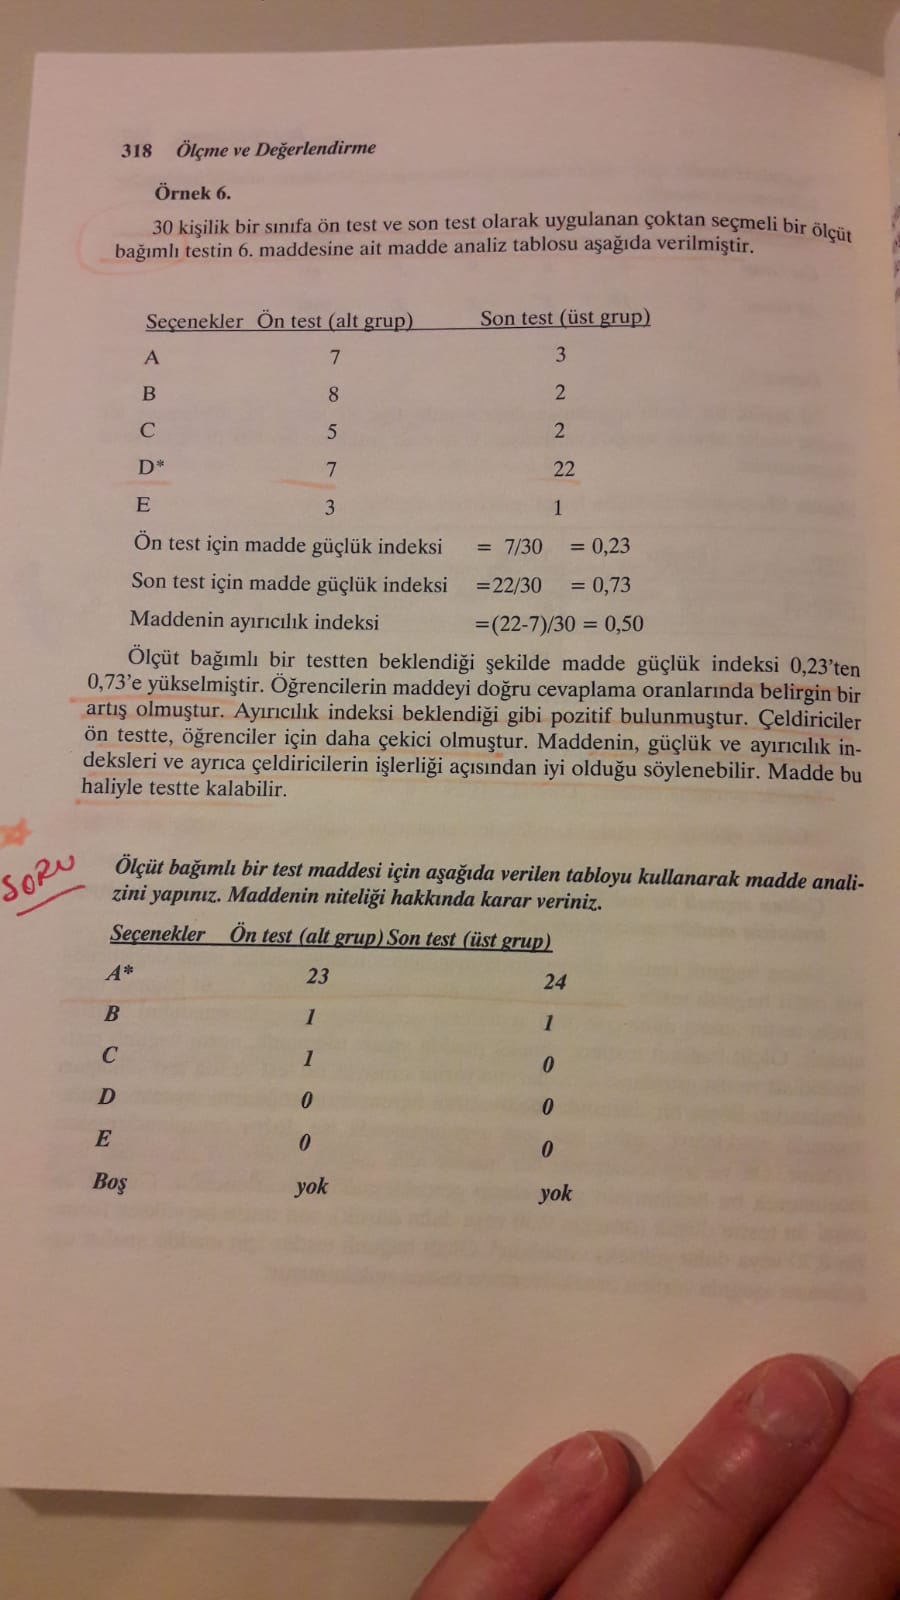 318 Ölçme ve Değerlendirme
Örnek 6.
30 kişilik bir sınıfa ön test ve son test olarak uygulanan çoktan seçmeli bir ölçüt
bağımlı testin 6. maddesine ait madde analiz tablosu aşağıda verilmiştir.
Seçenekler Ön test (alt grup) Son test (üst grup)
A 7 3
B 8 2
C 5 2
D* 7 22
E 3 1
Ön test için madde güçlük indeksi = 7/30 = 0,23
Son test için madde güçlük indeksi =22/30 = 0,73
Maddenin ayırıcılık indeksi =(22-7)/30 = 0,50
Ölçüt bağımlı bir testten beklendiği şekilde madde güçlük indeksi 0,23'ten
0,73'e yükselmiştir. Öğrencilerin maddeyi doğru cevaplama oranlarında belirgin bir
artış olmuştur. Ayırıcılık indeksi beklendiği gibi pozitif bulunmuştur. Çeldiriciler
ön testte, öğrenciler için daha çekici olmuştur. Maddenin, güçlük ve ayırıcılık in-
deksleri ve ayrıca çeldiricilerin işlerliği açısından iyi olduğu söylenebilir. Madde bu
haliyle testte kalabilir.
SORU
Ölçüt bağımlı bir test maddesi için aşağıda verilen tabloyu kullanarak madde anali-
zini yapınız. Maddenin niteliği hakkında karar veriniz.
Seçenekler Ön test (alt grup) Son test (üst grup)
A* 23 24
B 1 1
C 1 0
D 0 0
E 0 0
Boş yok yok